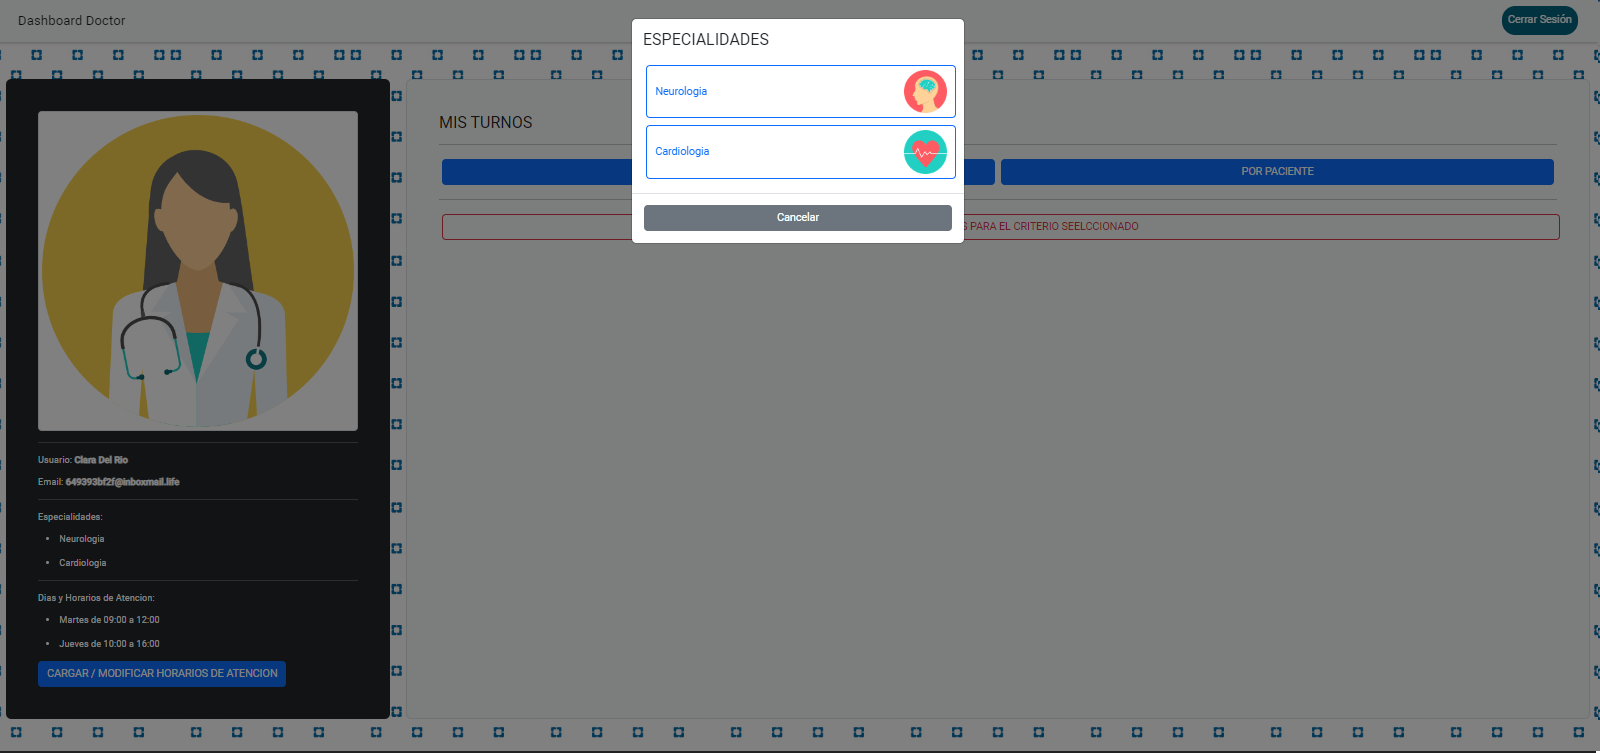 Dashboard Doctor
Cerrar Sesión
ESPECIALIDADES
Neurologia
Cardiologia
Cancelar
MIS TURNOS
POR PACIENTE
PARA EL CRITERIO SEELCCIONADO
Usuario: Clara Del Rio
Email: 649393bf2f@inboxmail.life
Especialidades:
• Neurologia
• Cardiologia
Dias y Horarios de Atencion:
• Martes de 09:00 a 12:00
• Jueves de 10:00 a 16:00
CARGAR / MODIFICAR HORARIOS DE ATENCION